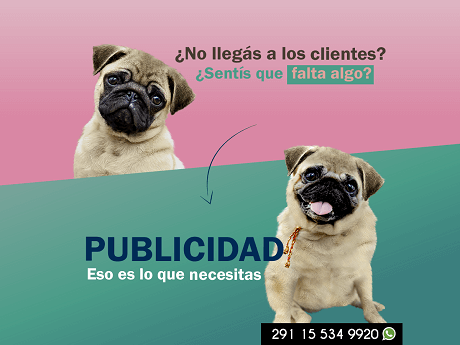 ¿No llegás a los clientes?
¿Sentís que falta algo?
PUBLICIDAD
Eso es lo que necesitas
291 15 534 9920